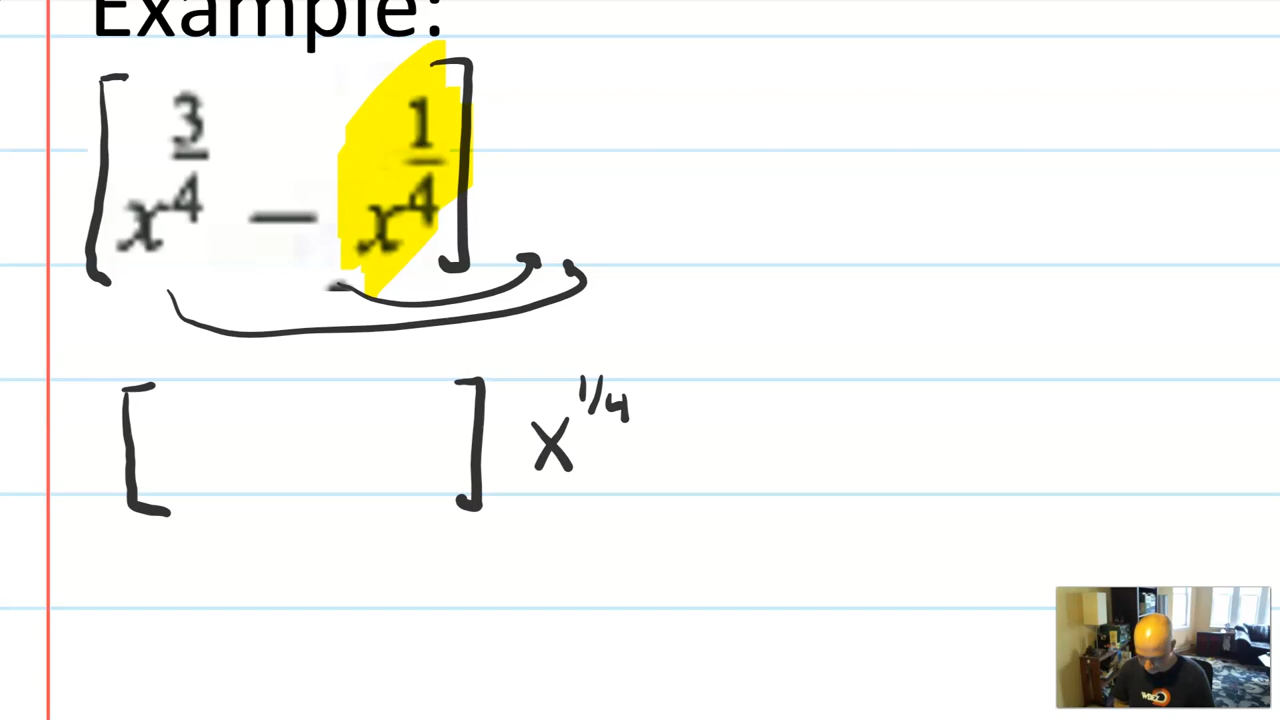 Example:
[x^{3/4} − x^{1/4}]
[ ] x^{1/4}